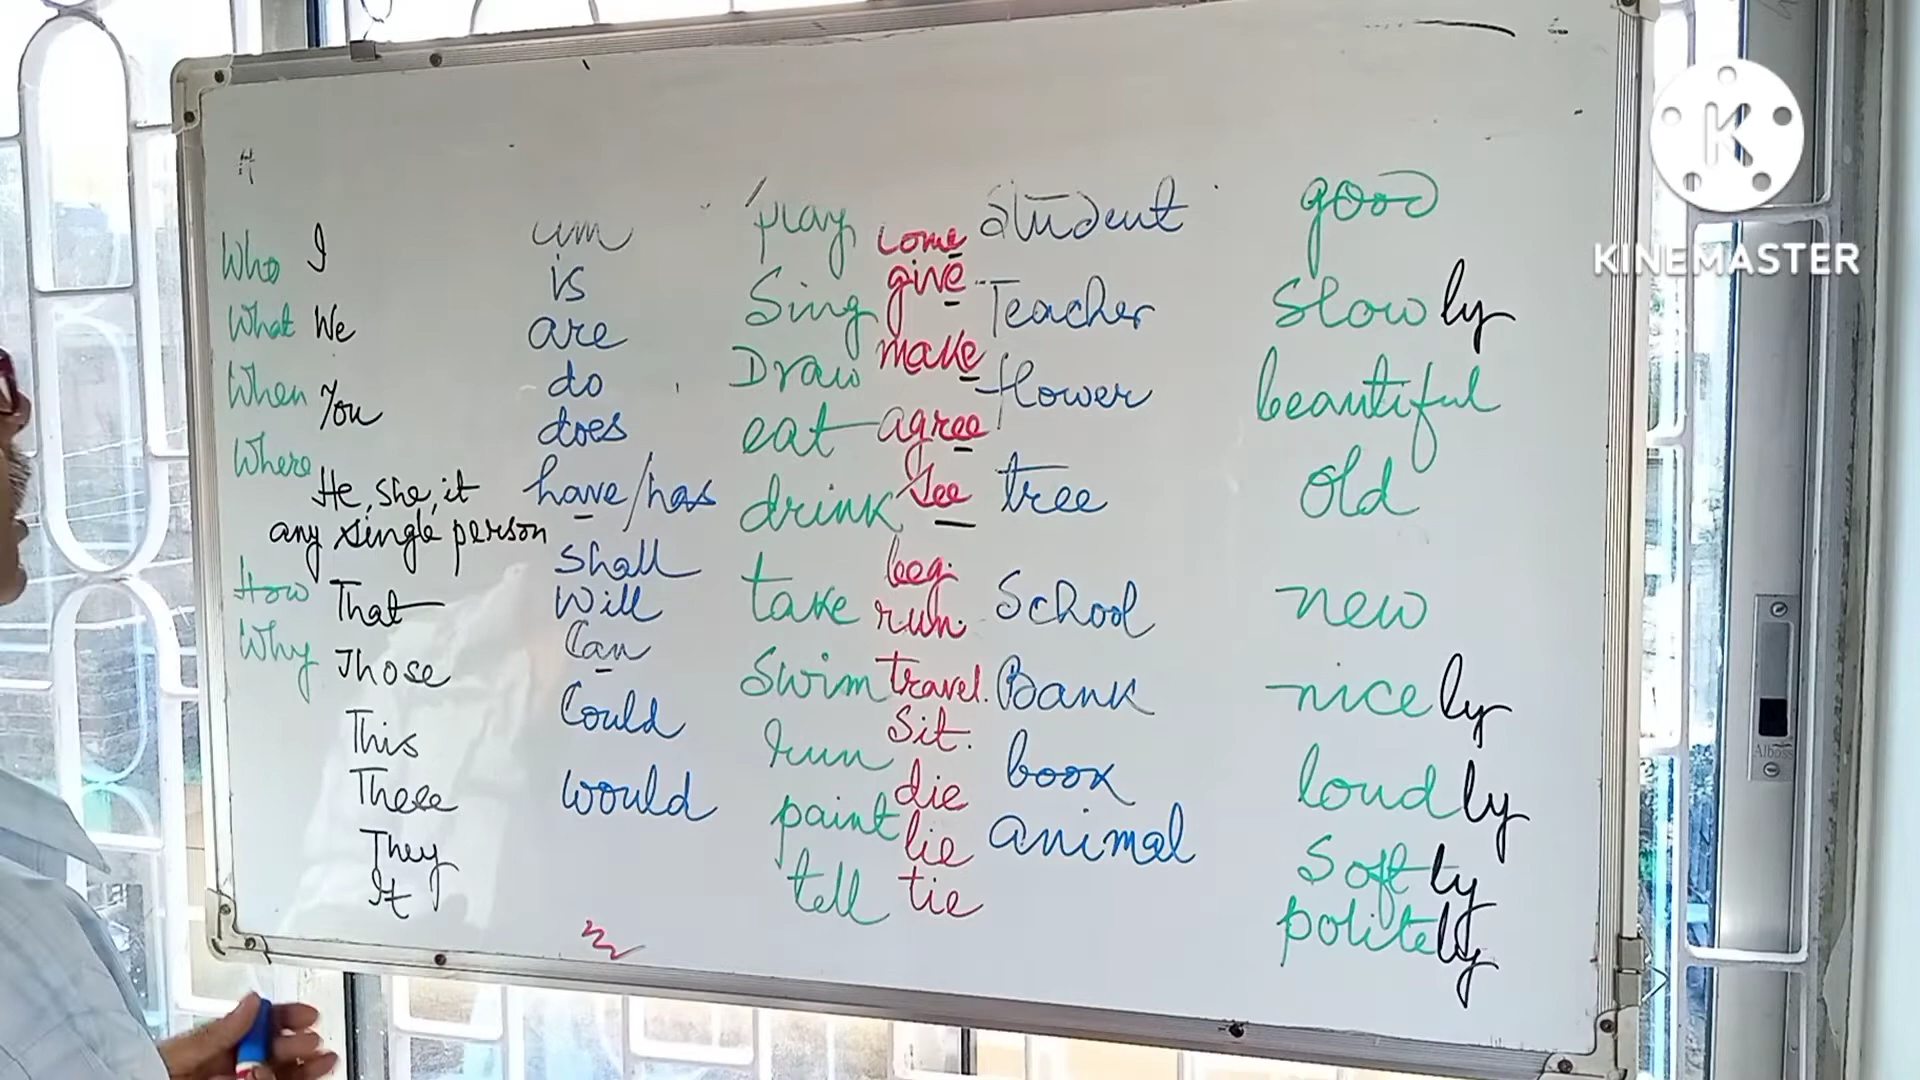 Who I am play come Student good
What We is Sing give Teacher slowly
When You are Draw make flower beautiful
Where do eat agree tree Old
He, she, it does drink see
any single person have/has
shall take beg School new
How That Will run
Why Those Can Swim travel. Bank nicely
This Could run Sit. book loudly
These would paint die animal softly
They tell lie politely
It tie
KINEMASTER
Alboss